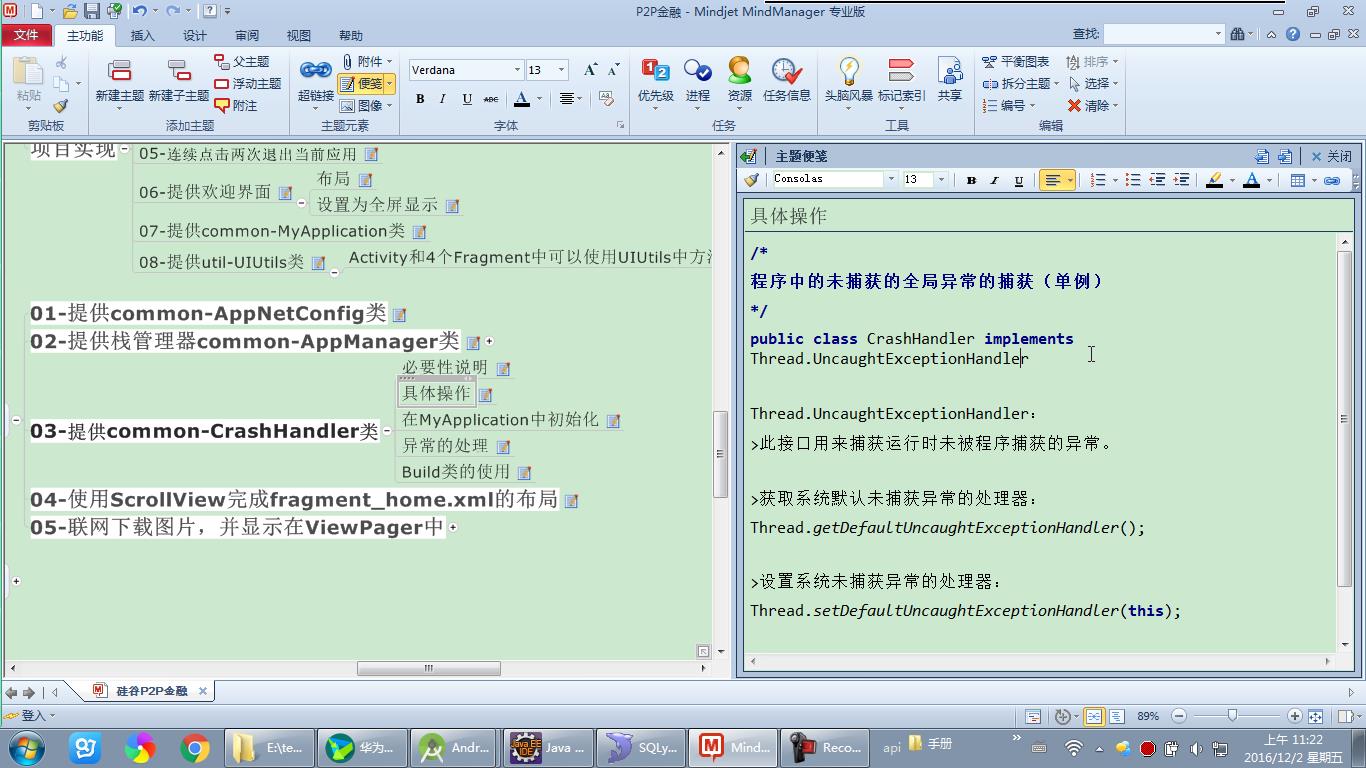 P2P金融 - Mindjet MindManager 专业版
文件 主功能 插入 设计 审阅 视图 帮助 查找:
粘贴
剪贴板
新建主题 新建子主题 父主题 浮动主题 附注
添加主题
超链接 附件 便笺 图像
主题元素
Verdana 13
B I U ABC A
字体
优先级 进程 资源 任务信息
任务
头脑风暴 标记索引 共享
工具
平衡图表 排序
拆分主题 选择
编号 清除
编辑
项目实现
05-连续点击两次退出当前应用
06-提供欢迎界面
布局
设置为全屏显示
07-提供common-MyApplication类
08-提供util-UIUtils类
Activity和4个Fragment中可以使用UIUtils中方
01-提供common-AppNetConfig类
02-提供栈管理器common-AppManager类
03-提供common-CrashHandler类
必要性说明
具体操作
在MyApplication中初始化
异常的处理
Build类的使用
04-使用ScrollView完成fragment_home.xml的布局
05-联网下载图片，并显示在ViewPager中
主题便笺 关闭
Consolas 13 B I U A
具体操作
/*
程序中的未捕获的全局异常的捕获（单例）
*/
public class CrashHandler implements
Thread.UncaughtExceptionHandler
Thread.UncaughtExceptionHandler：
>此接口用来捕获运行时未被程序捕获的异常。
>获取系统默认未捕获异常的处理器：
Thread.getDefaultUncaughtExceptionHandler();
>设置系统未捕获异常的处理器：
Thread.setDefaultUncaughtExceptionHandler(this);
硅谷P2P金融
登入 89%
E:\te... 华为... Andr... Java ... SQLy... Mind... Reco... api 手册
上午 11:22
2016/12/2 星期五